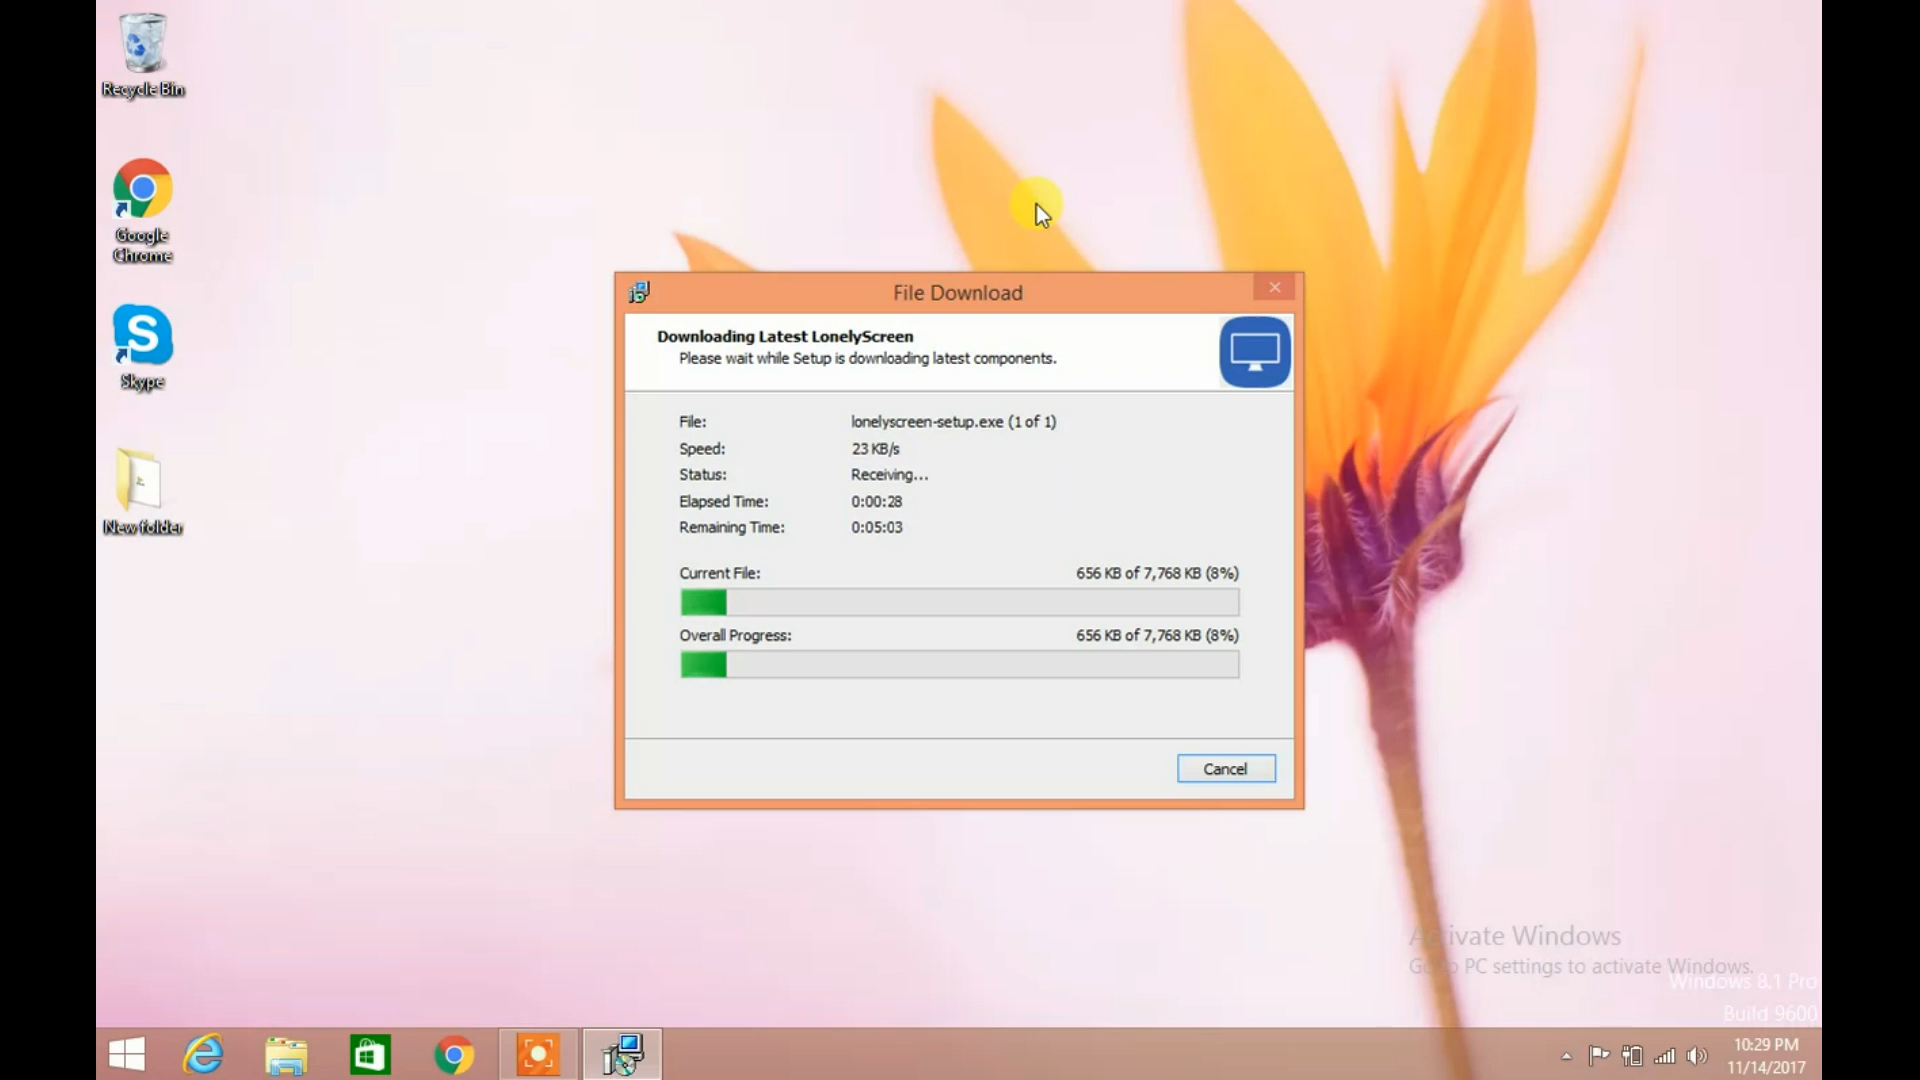 Recycle Bin
Google
Chrome
Skype
New folder
File Download
Downloading Latest LonelyScreen
Please wait while Setup is downloading latest components.
File: lonelyscreen-setup.exe (1 of 1)
Speed: 23 KB/s
Status: Receiving...
Elapsed Time: 0:00:28
Remaining Time: 0:05:03
Current File: 656 KB of 7,768 KB (8%)
Overall Progress: 656 KB of 7,768 KB (8%)
Cancel
Activate Windows
Go to PC settings to activate Windows.
Windows 8.1 Pro
Build 9600
10:29 PM
11/14/2017